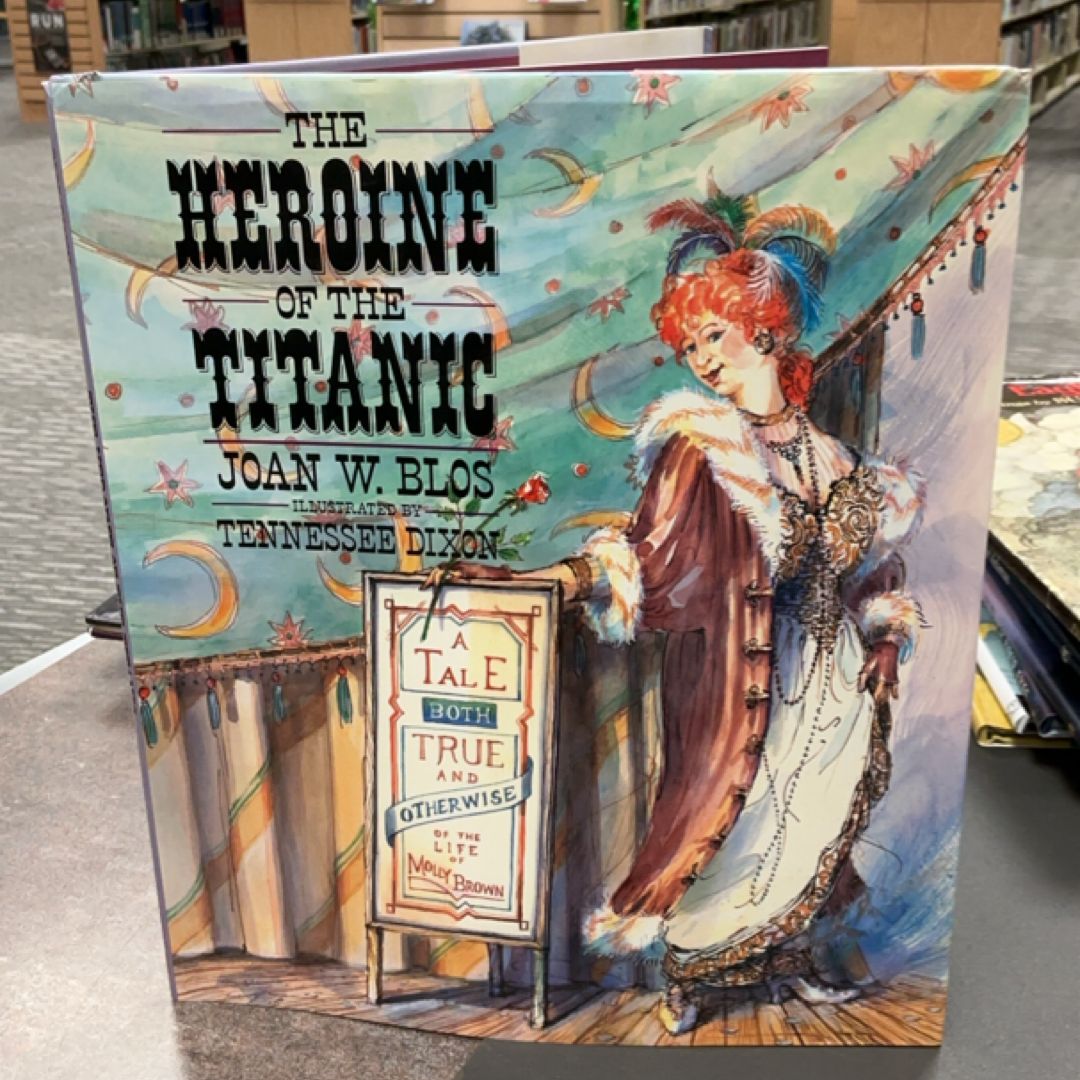 RUN
THE
HEROINE
OF THE
TITANIC
JOAN W. BLOS
ILLUSTRATED BY
TENNESSEE DIXON
A
TALE
BOTH
TRUE
AND
OTHERWISE
OF THE
LIFE
OF
MOLLY BROWN